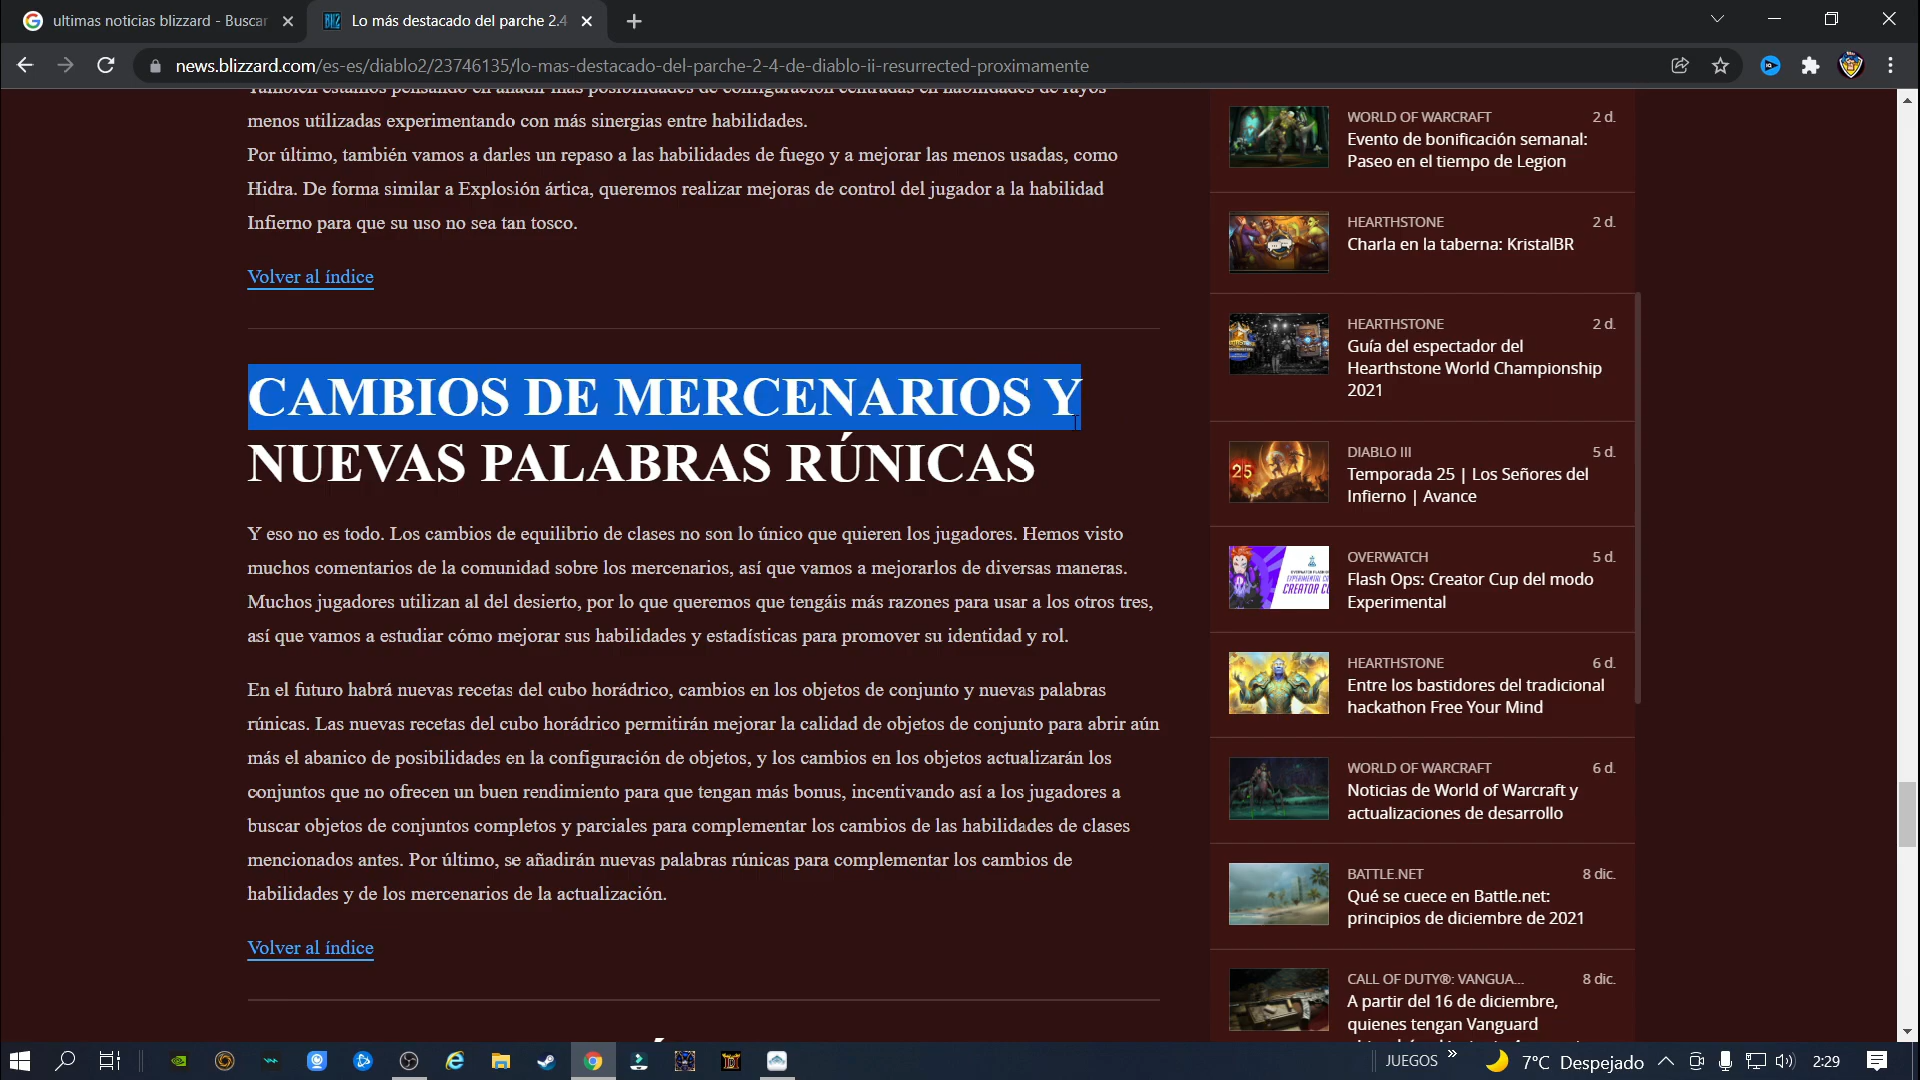 ultimas noticias blizzard - Buscar
Lo más destacado del parche 2.4
news.blizzard.com/es-es/diablo2/23746135/lo-mas-destacado-del-parche-2-4-de-diablo-ii-resurrected-proximamente
También estamos pensando en añadir más posibilidades de configuración centradas en habilidades de rayos
menos utilizadas experimentando con más sinergias entre habilidades.
Por último, también vamos a darles un repaso a las habilidades de fuego y a mejorar las menos usadas, como
Hidra. De forma similar a Explosión ártica, queremos realizar mejoras de control del jugador a la habilidad
Infierno para que su uso no sea tan tosco.
Volver al índice
CAMBIOS DE MERCENARIOS Y
NUEVAS PALABRAS RÚNICAS
Y eso no es todo. Los cambios de equilibrio de clases no son lo único que quieren los jugadores. Hemos visto
muchos comentarios de la comunidad sobre los mercenarios, así que vamos a mejorarlos de diversas maneras.
Muchos jugadores utilizan al del desierto, por lo que queremos que tengáis más razones para usar a los otros tres,
así que vamos a estudiar cómo mejorar sus habilidades y estadísticas para promover su identidad y rol.
En el futuro habrá nuevas recetas del cubo horádrico, cambios en los objetos de conjunto y nuevas palabras
rúnicas. Las nuevas recetas del cubo horádrico permitirán mejorar la calidad de objetos de conjunto para abrir aún
más el abanico de posibilidades en la configuración de objetos, y los cambios en los objetos actualizarán los
conjuntos que no ofrecen un buen rendimiento para que tengan más bonus, incentivando así a los jugadores a
buscar objetos de conjuntos completos y parciales para complementar los cambios de las habilidades de clases
mencionados antes. Por último, se añadirán nuevas palabras rúnicas para complementar los cambios de
habilidades y de los mercenarios de la actualización.
Volver al índice
WORLD OF WARCRAFT 2 d.
Evento de bonificación semanal:
Paseo en el tiempo de Legion
HEARTHSTONE 2 d.
Charla en la taberna: KristalBR
HEARTHSTONE 2 d.
Guía del espectador del
Hearthstone World Championship
2021
DIABLO III 5 d.
25
Temporada 25 | Los Señores del
Infierno | Avance
OVERWATCH 5 d.
CREATOR CU
Flash Ops: Creator Cup del modo
Experimental
HEARTHSTONE 6 d.
Entre los bastidores del tradicional
hackathon Free Your Mind
WORLD OF WARCRAFT 6 d.
Noticias de World of Warcraft y
actualizaciones de desarrollo
BATTLE.NET 8 dic.
Qué se cuece en Battle.net:
principios de diciembre de 2021
CALL OF DUTY®: VANGUA... 8 dic.
A partir del 16 de diciembre,
quienes tengan Vanguard
JUEGOS » 7°C Despejado 2:29